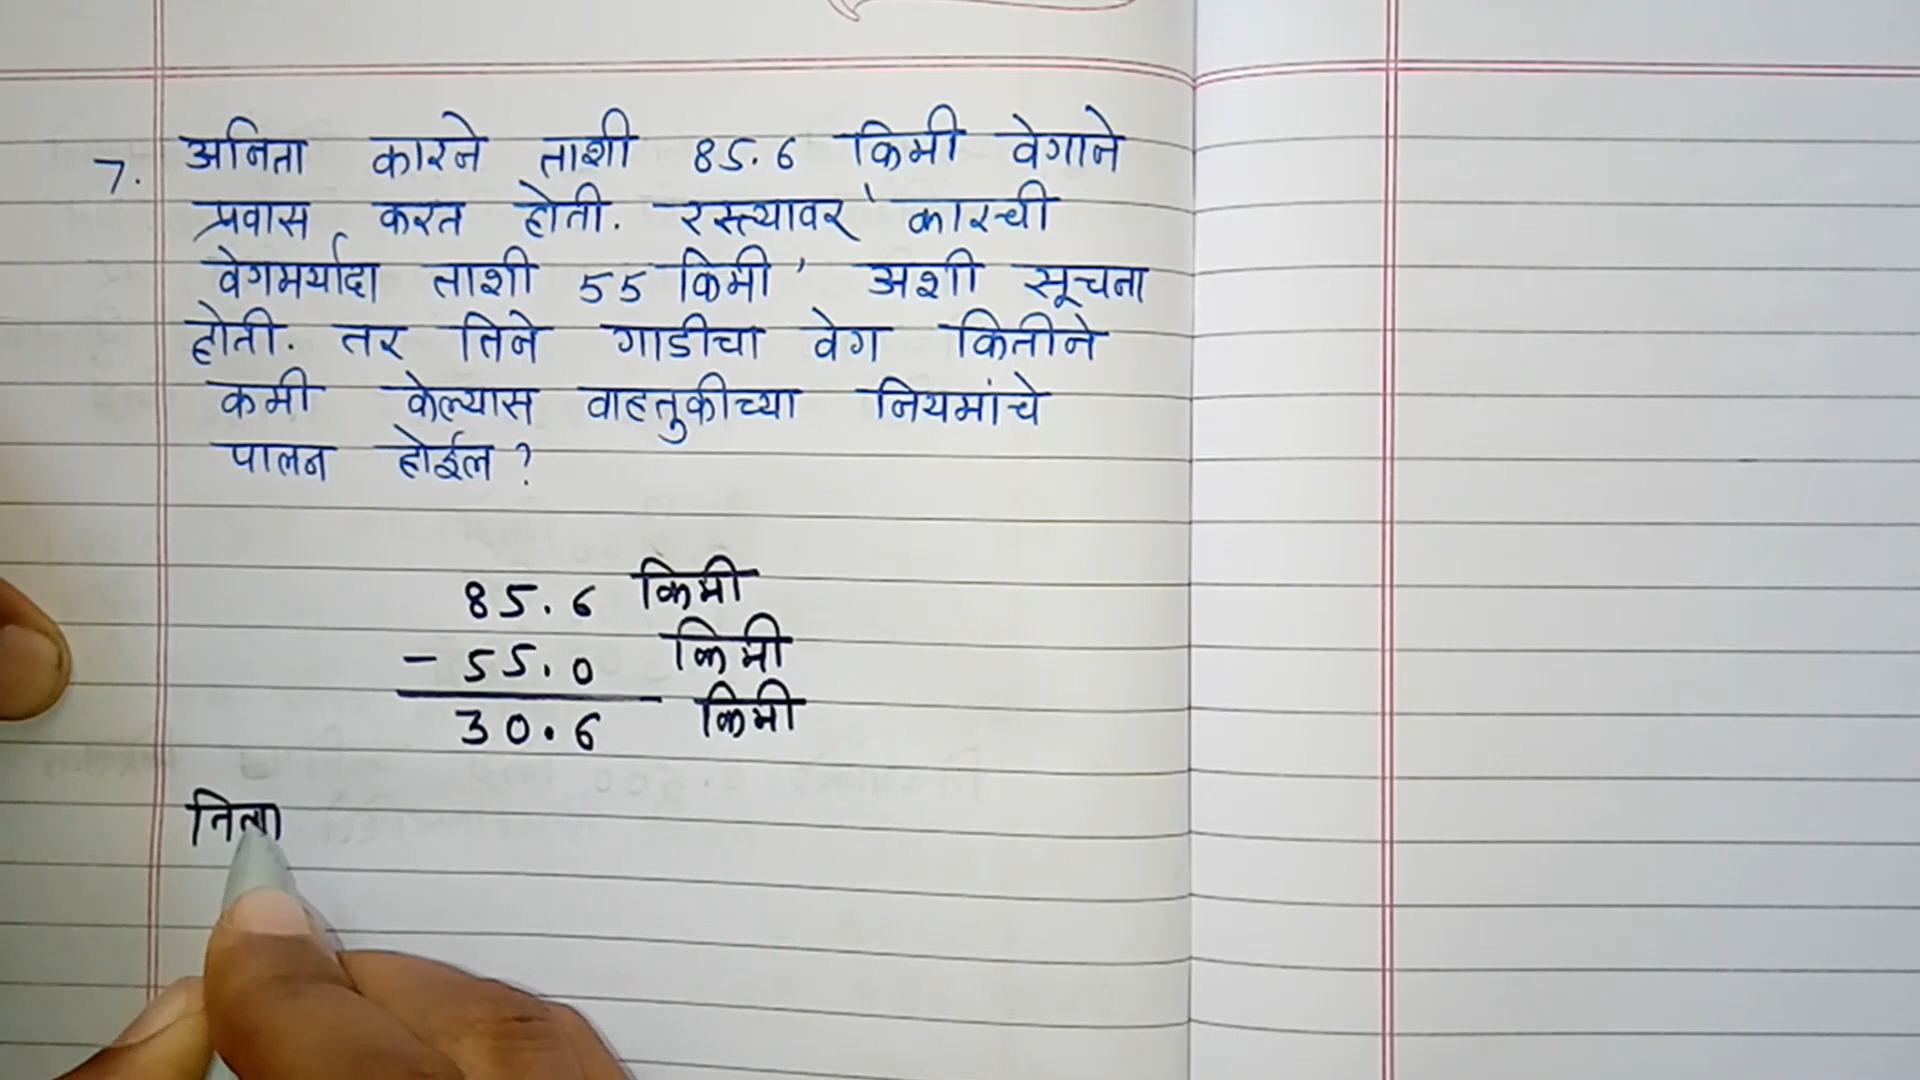 7. अनिता कारने ताशी 85.6 किमी वेगाने
प्रवास करत होती. रस्त्यावर 'कारची
वेगमर्यादा ताशी 55 किमी' अशी सूचना
होती. तर तिने गाडीचा वेग कितीने
कमी केल्यास वाहतुकीच्या नियमांचे
पालन होईल ?
85.6 किमी
- 55.0 किमी
30.6 किमी